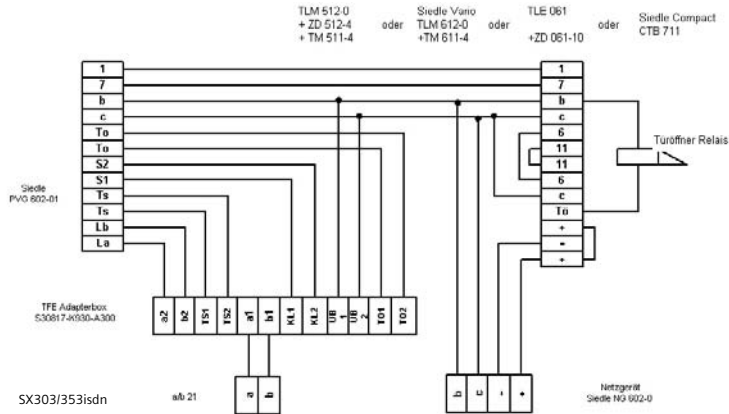 TLM 512-0
+ ZD 512-4
+ TM 511-4
oder
Siedle Vario
TLM 612-0
+TM 611-4
oder
TLE 061
+ZD 061-10
oder
Siedle Compact
CTB 711
1
7
b
c
To
To
S2
S1
Ts
Ts
Lb
La
Siedle
PVG 602-01
1
7
b
c
6
11
11
6
c
To
+
-
+
Türöffner Relais
TFE Adapterbox
S30817-K930-A300
a2
b2
TS1
TS2
a1
b1
KL1
KL2
UB 1
UB 2
TO1
TO2
SX303/353isdn
a/b 21
a
b
b
c
-
+
Netzgerät
Siedle NG 602-0